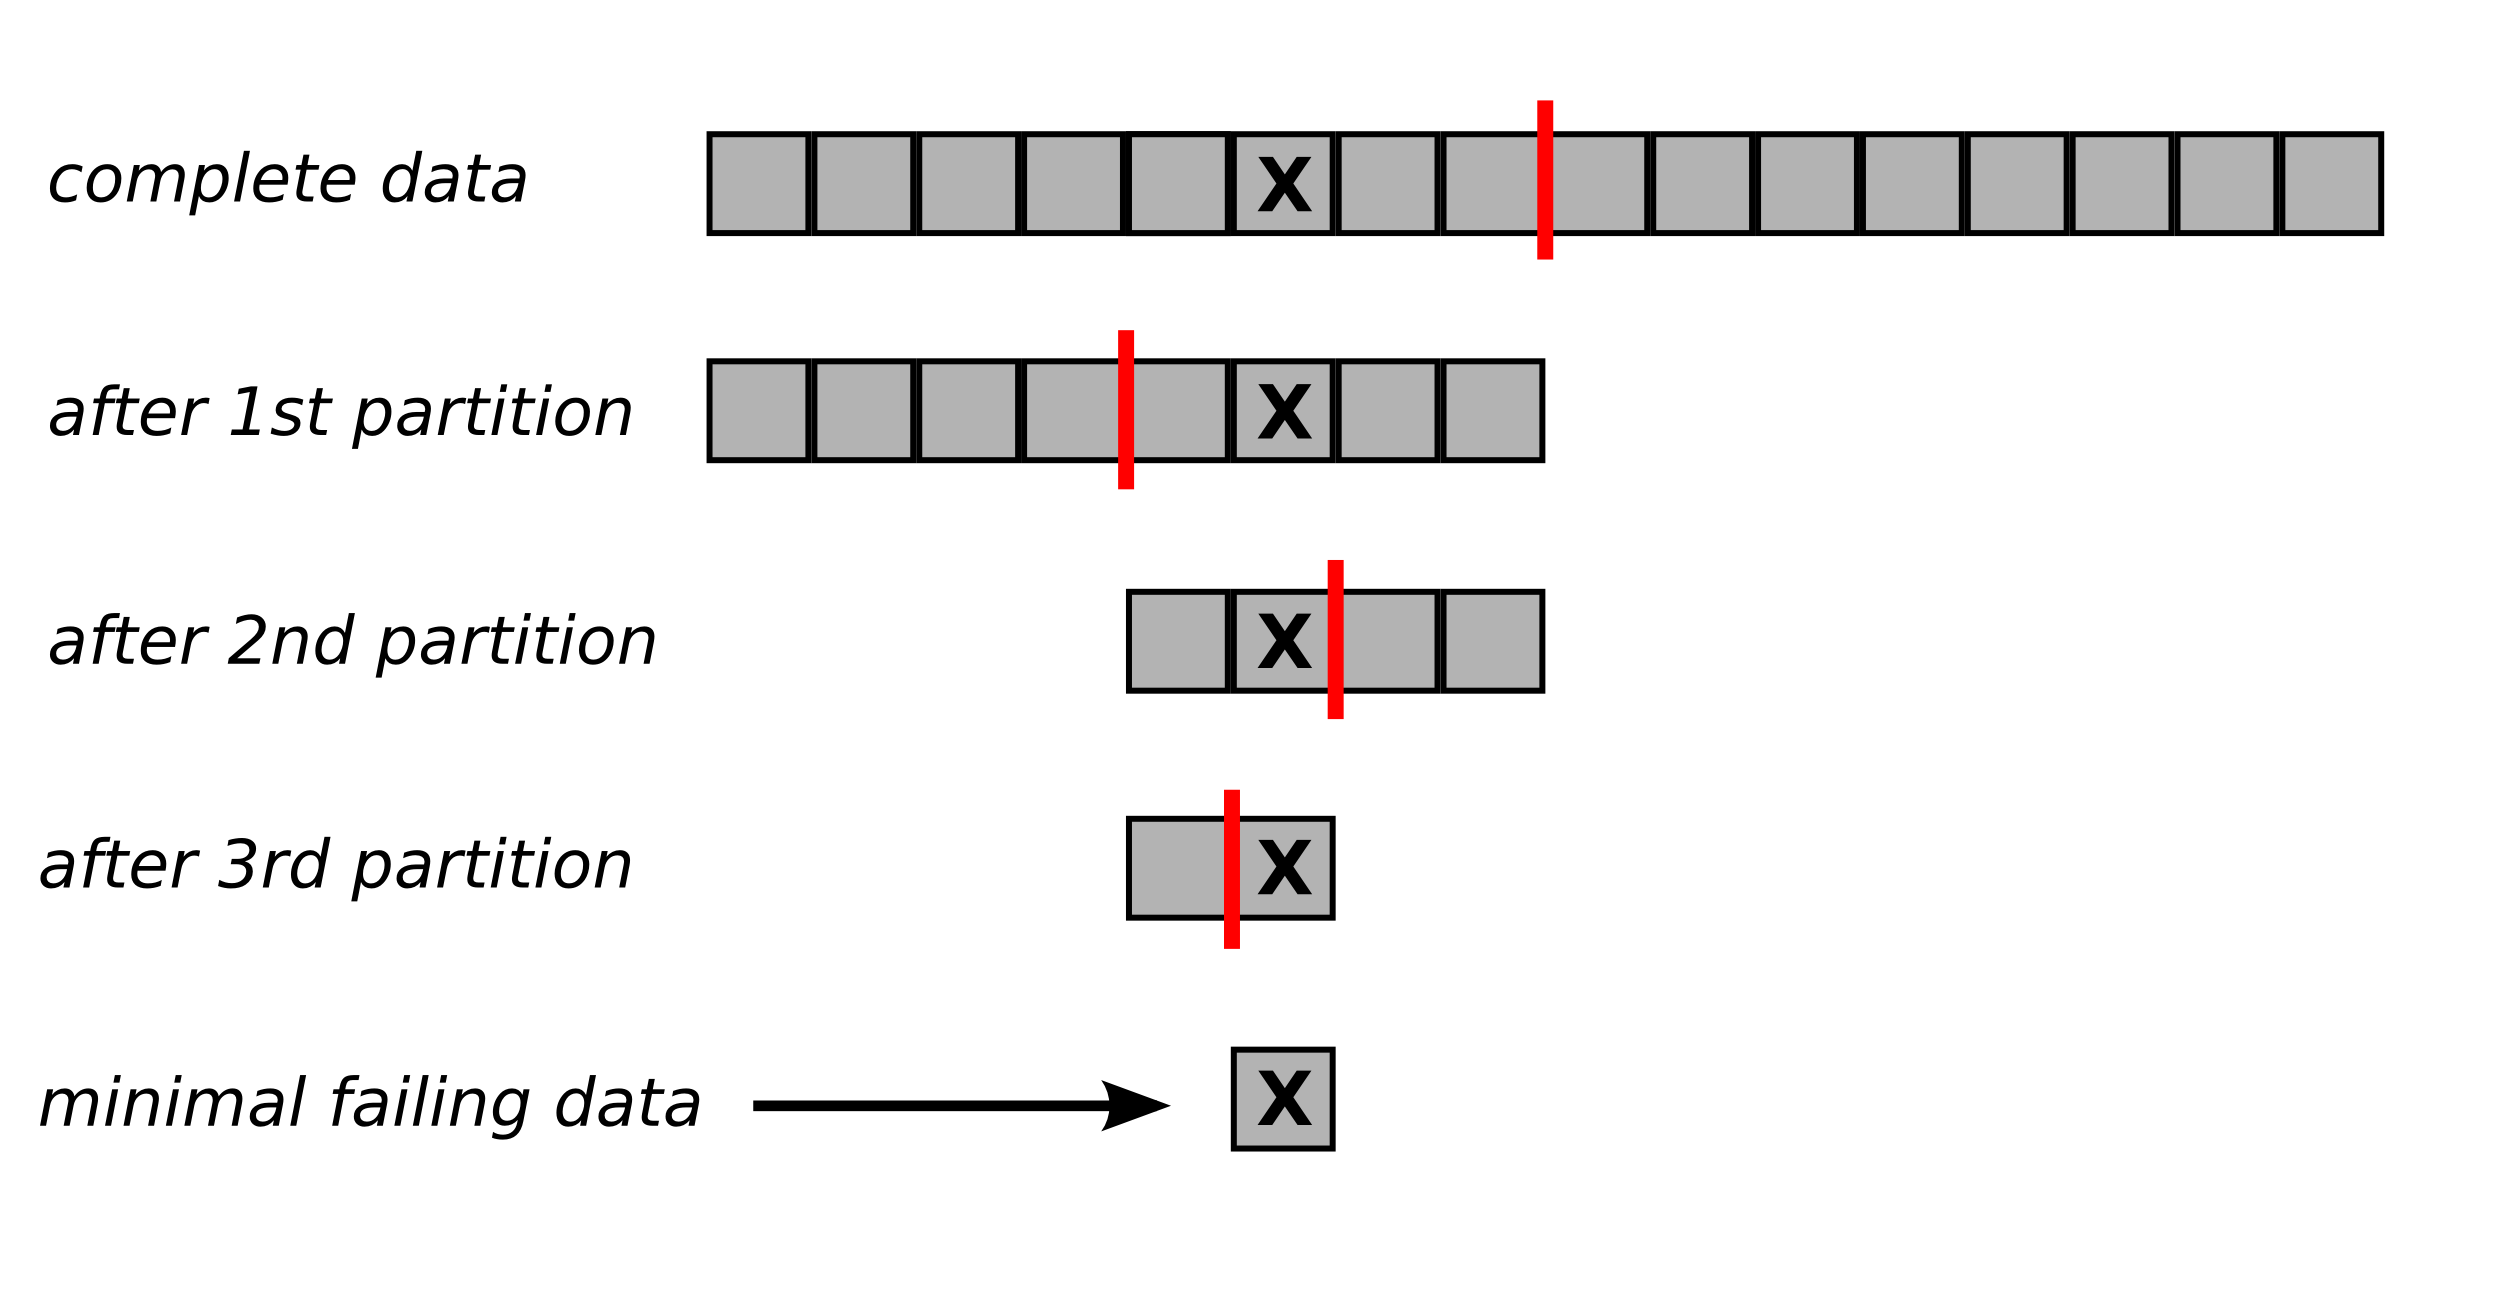 complete data X
after 1st partition X
after 2nd partition X
after 3rd partition X
minimal failing data X